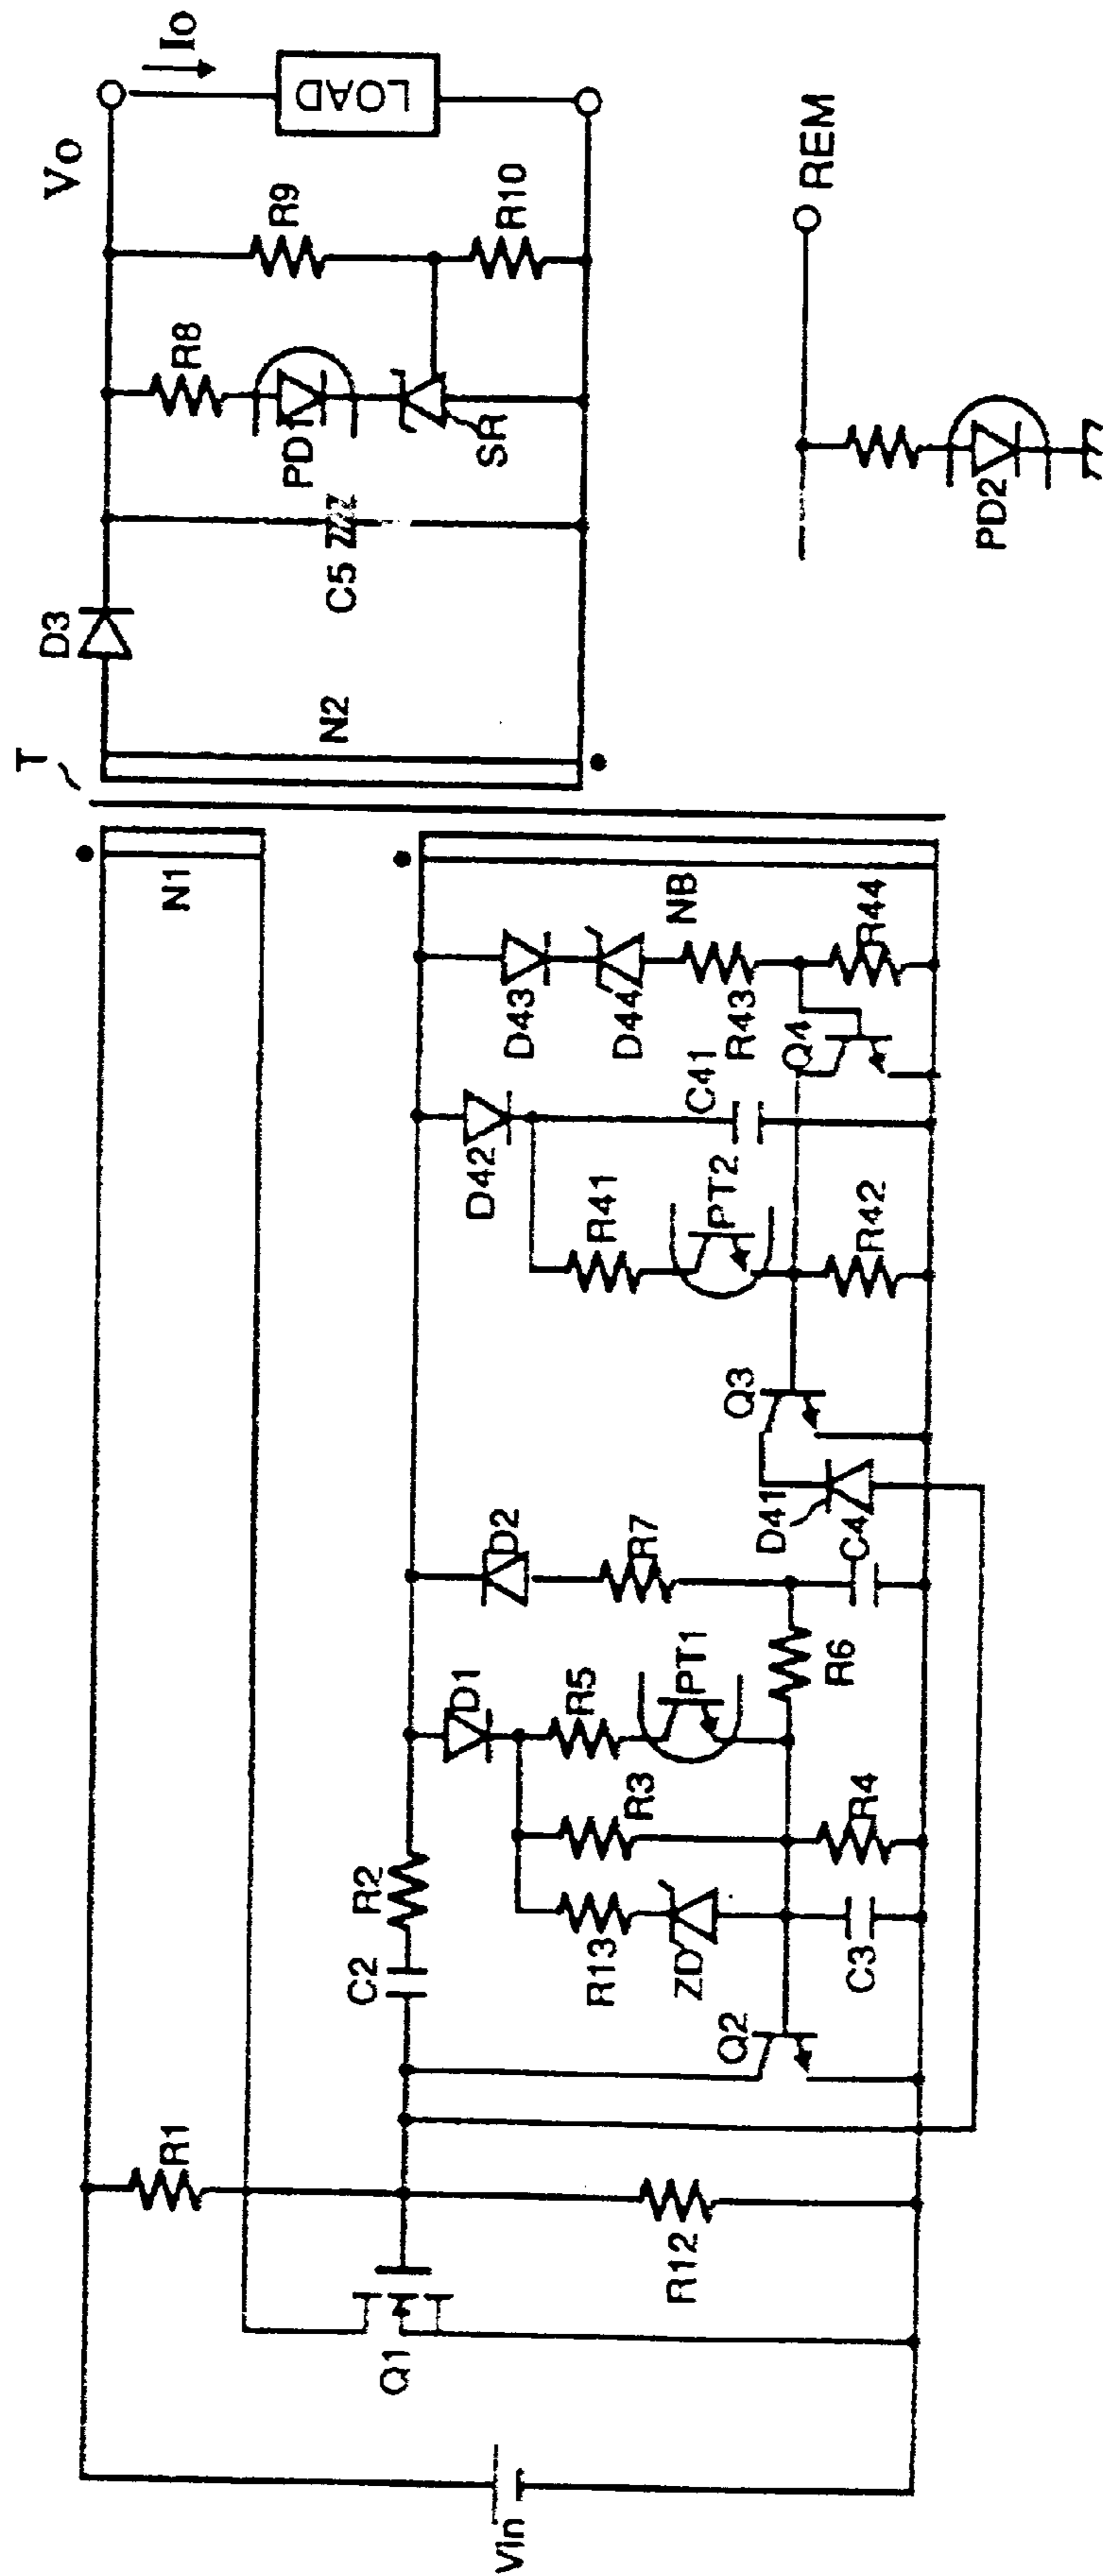 Vin
Q1
R1
R12
C2
R2
Q2
R13
ZD
C3
R3
R4
D1
R5
PT1
R6
D2
R7
C4
D41
Q3
D42
R41
PT2
R42
C41
Q4
D43
D44
R43
R44
N1
NB
T
N2
D3
C5
R8
PD1
SR
R9
R10
Vo
Io
LOAD
REM
PD2